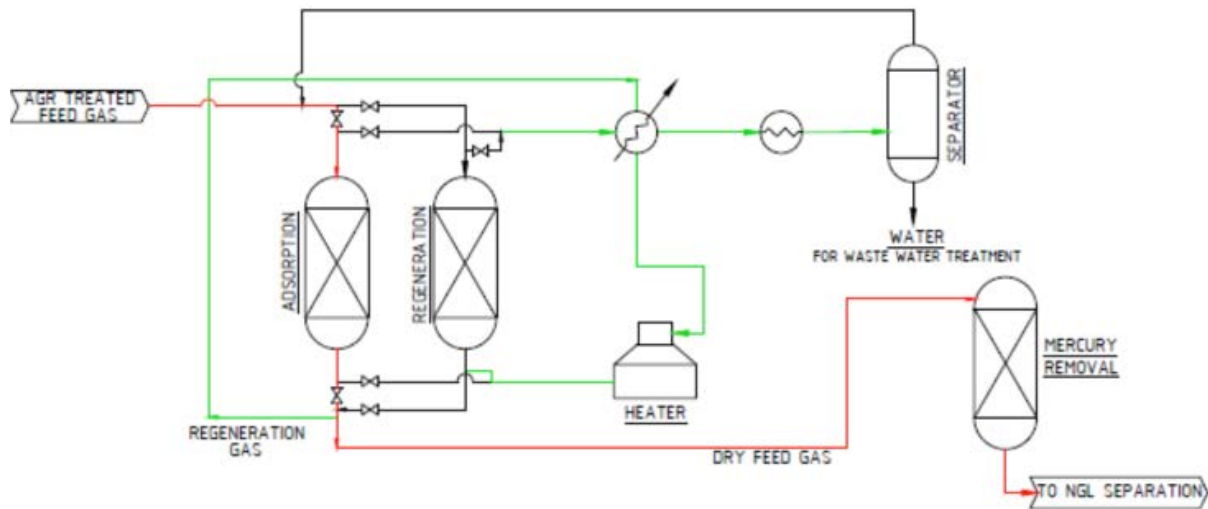 AGR TREATED
FEED GAS
SEPARATOR
ADSORPTION
REGENERATION
WATER
FOR WASTE WATER TREATMENT
MERCURY
REMOVAL
HEATER
REGENERATION
GAS
DRY FEED GAS
TO NGL SEPARATION